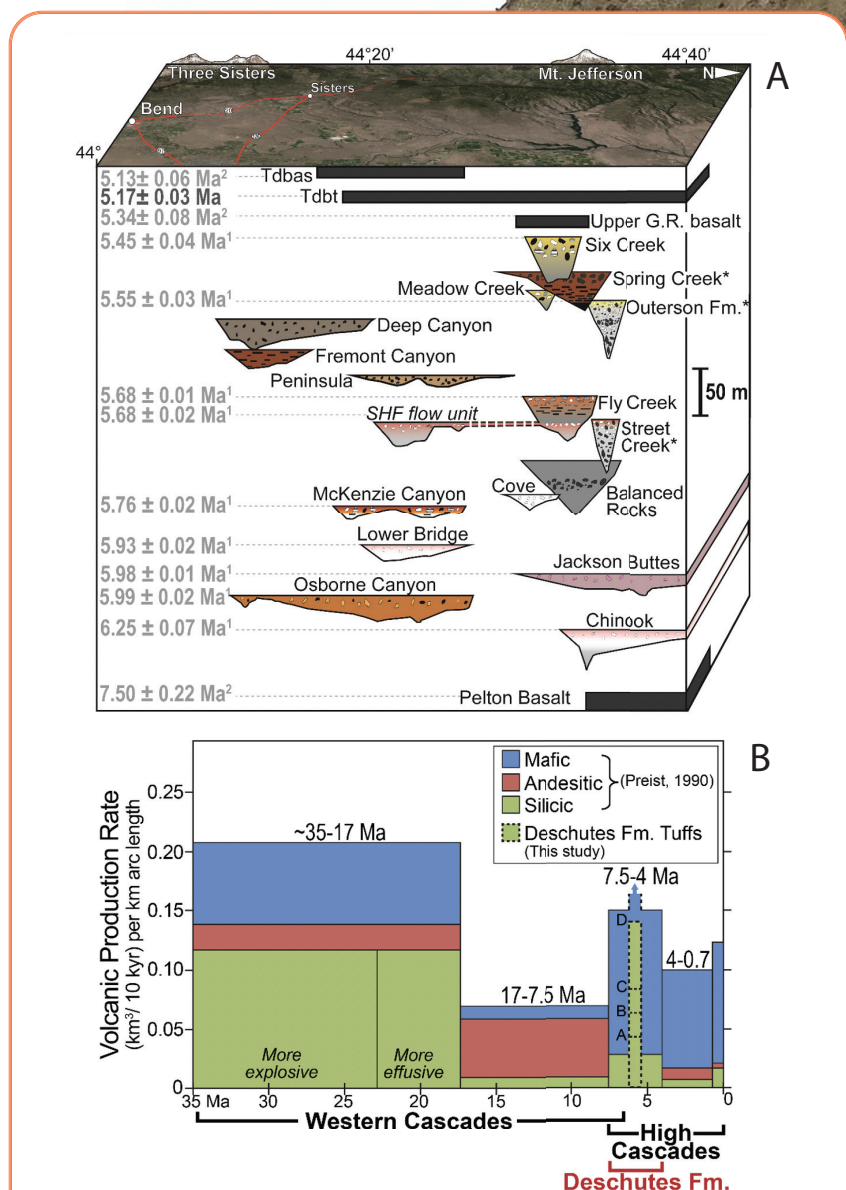 A
44°20'
44°40'
Three Sisters
Mt. Jefferson
N
Sisters
Bend
20
44°
5.13± 0.06 Ma²
Tdbas
5.17± 0.03 Ma
Tdbt
5.34± 0.08 Ma²
Upper G.R. basalt
5.45 ± 0.04 Ma¹
Six Creek
Spring Creek*
Meadow Creek
5.55 ± 0.03 Ma¹
Outerson Fm.*
Deep Canyon
Fremont Canyon
Peninsula
50 m
5.68 ± 0.01 Ma¹
Fly Creek
5.68 ± 0.02 Ma¹
SHF flow unit
Street
Creek*
Cove
Balanced
Rocks
McKenzie Canyon
5.76 ± 0.02 Ma¹
Lower Bridge
5.93 ± 0.02 Ma¹
Jackson Buttes
5.98 ± 0.01 Ma¹
Osborne Canyon
5.99 ± 0.02 Ma¹
Chinook
6.25 ± 0.07 Ma¹
7.50 ± 0.22 Ma²
Pelton Basalt
B
Mafic
Andesitic
Silicic
(Preist, 1990)
Deschutes Fm. Tuffs
(This study)
Volcanic Production Rate
(km³/ 10 kyr) per km arc length
0.25
0.20
0.15
0.10
0.05
0
~35-17 Ma
17-7.5 Ma
7.5-4 Ma
4-0.7
D
C
B
A
More
explosive
More
effusive
35 Ma
30
25
20
15
10
5
0
Western Cascades
High
Cascades
Deschutes Fm.